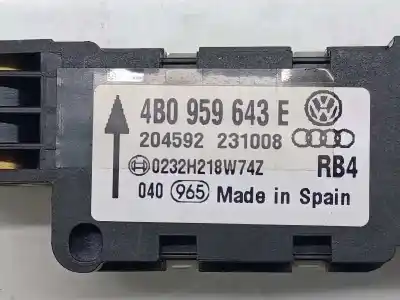 4B0 959 643 E
204592 231008
0232H218W74Z RB4
040 965 Made in Spain